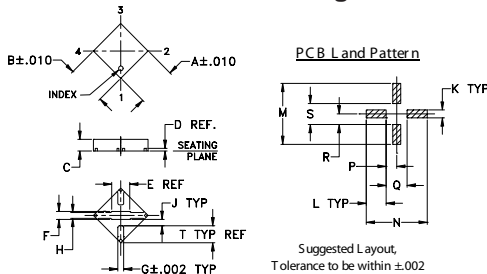 3
4
2
B±.010
A±.010
INDEX
1
D REF.
SEATING
PLANE
C
E REF
J TYP
F
T TYP REF
H
G±.002 TYP
PCB Land Pattern
K TYP
M
S
R
P
Q
L TYP
N
Suggested Layout,
Tolerance to be within ±.002